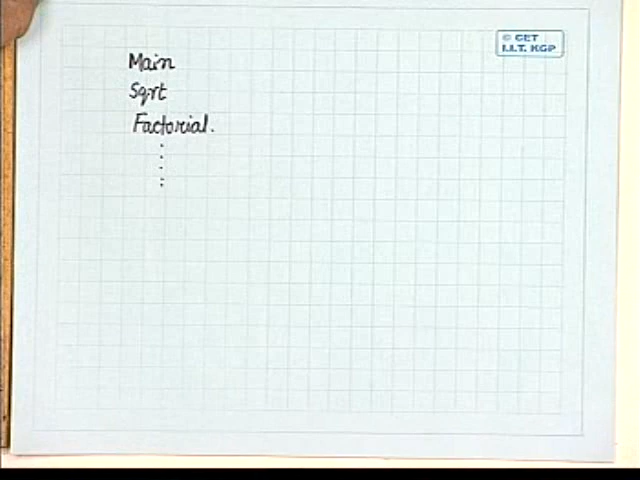 © CET
I.I.T. KGP
Main
Sqrt
Factorial.